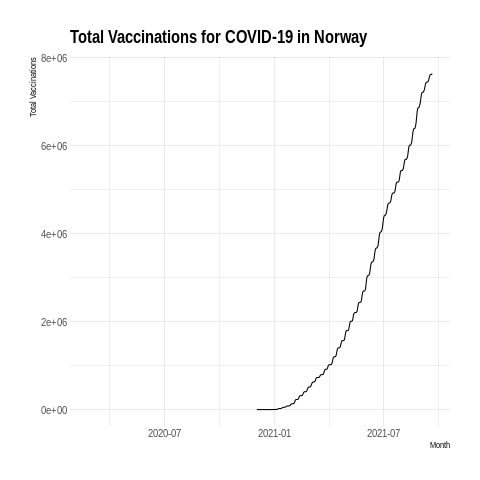 Total Vaccinations for COVID-19 in Norway
Total Vaccinations
8e+06
6e+06
4e+06
2e+06
0e+00
2020-07
2021-01
2021-07
Month